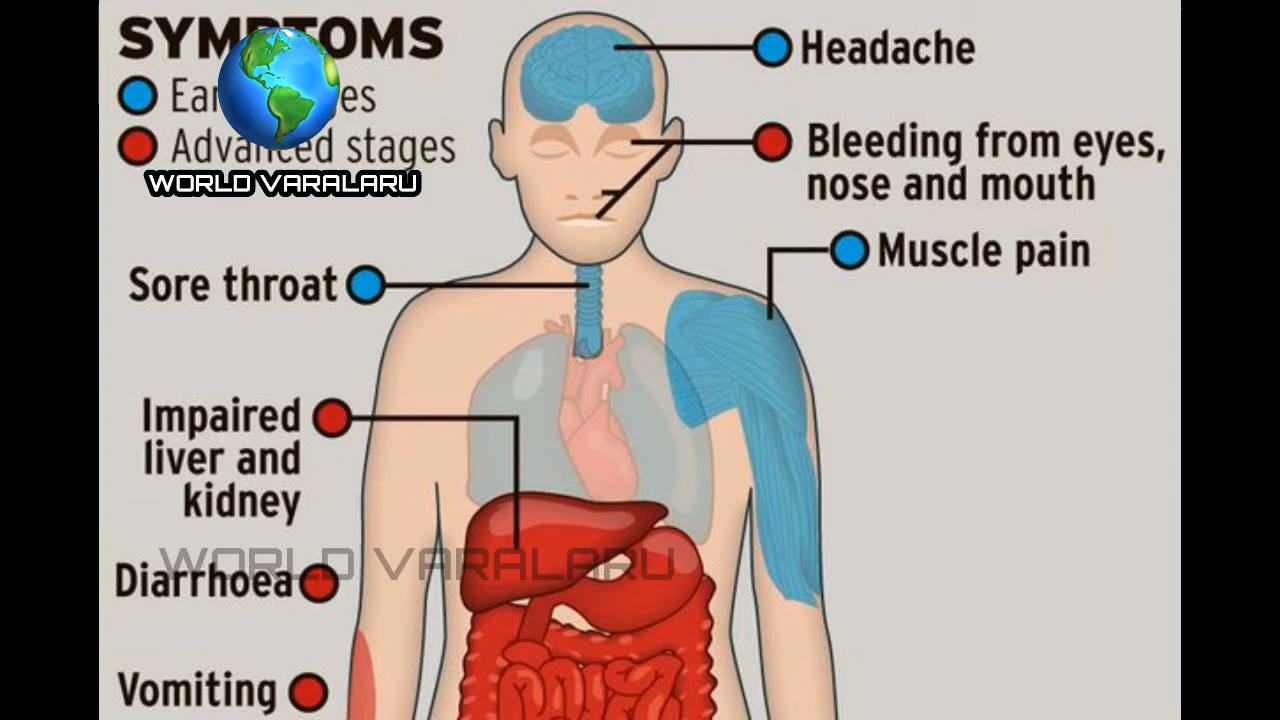 SYMPTOMS
stages
Advanced stages
WORLD VARALARU
Headache
Bleeding from eyes,
nose and mouth
Muscle pain
Sore throat
Impaired
liver and
kidney
WORLD VARALARU
Diarrhoea
Vomiting